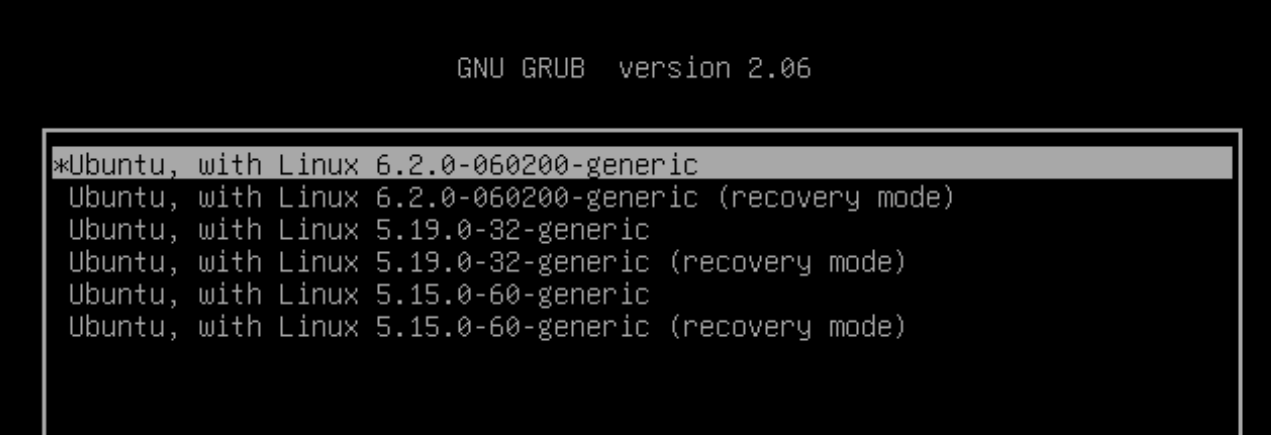 GNU GRUB  version 2.06
*Ubuntu, with Linux 6.2.0-060200-generic
Ubuntu, with Linux 6.2.0-060200-generic (recovery mode)
Ubuntu, with Linux 5.19.0-32-generic
Ubuntu, with Linux 5.19.0-32-generic (recovery mode)
Ubuntu, with Linux 5.15.0-60-generic
Ubuntu, with Linux 5.15.0-60-generic (recovery mode)